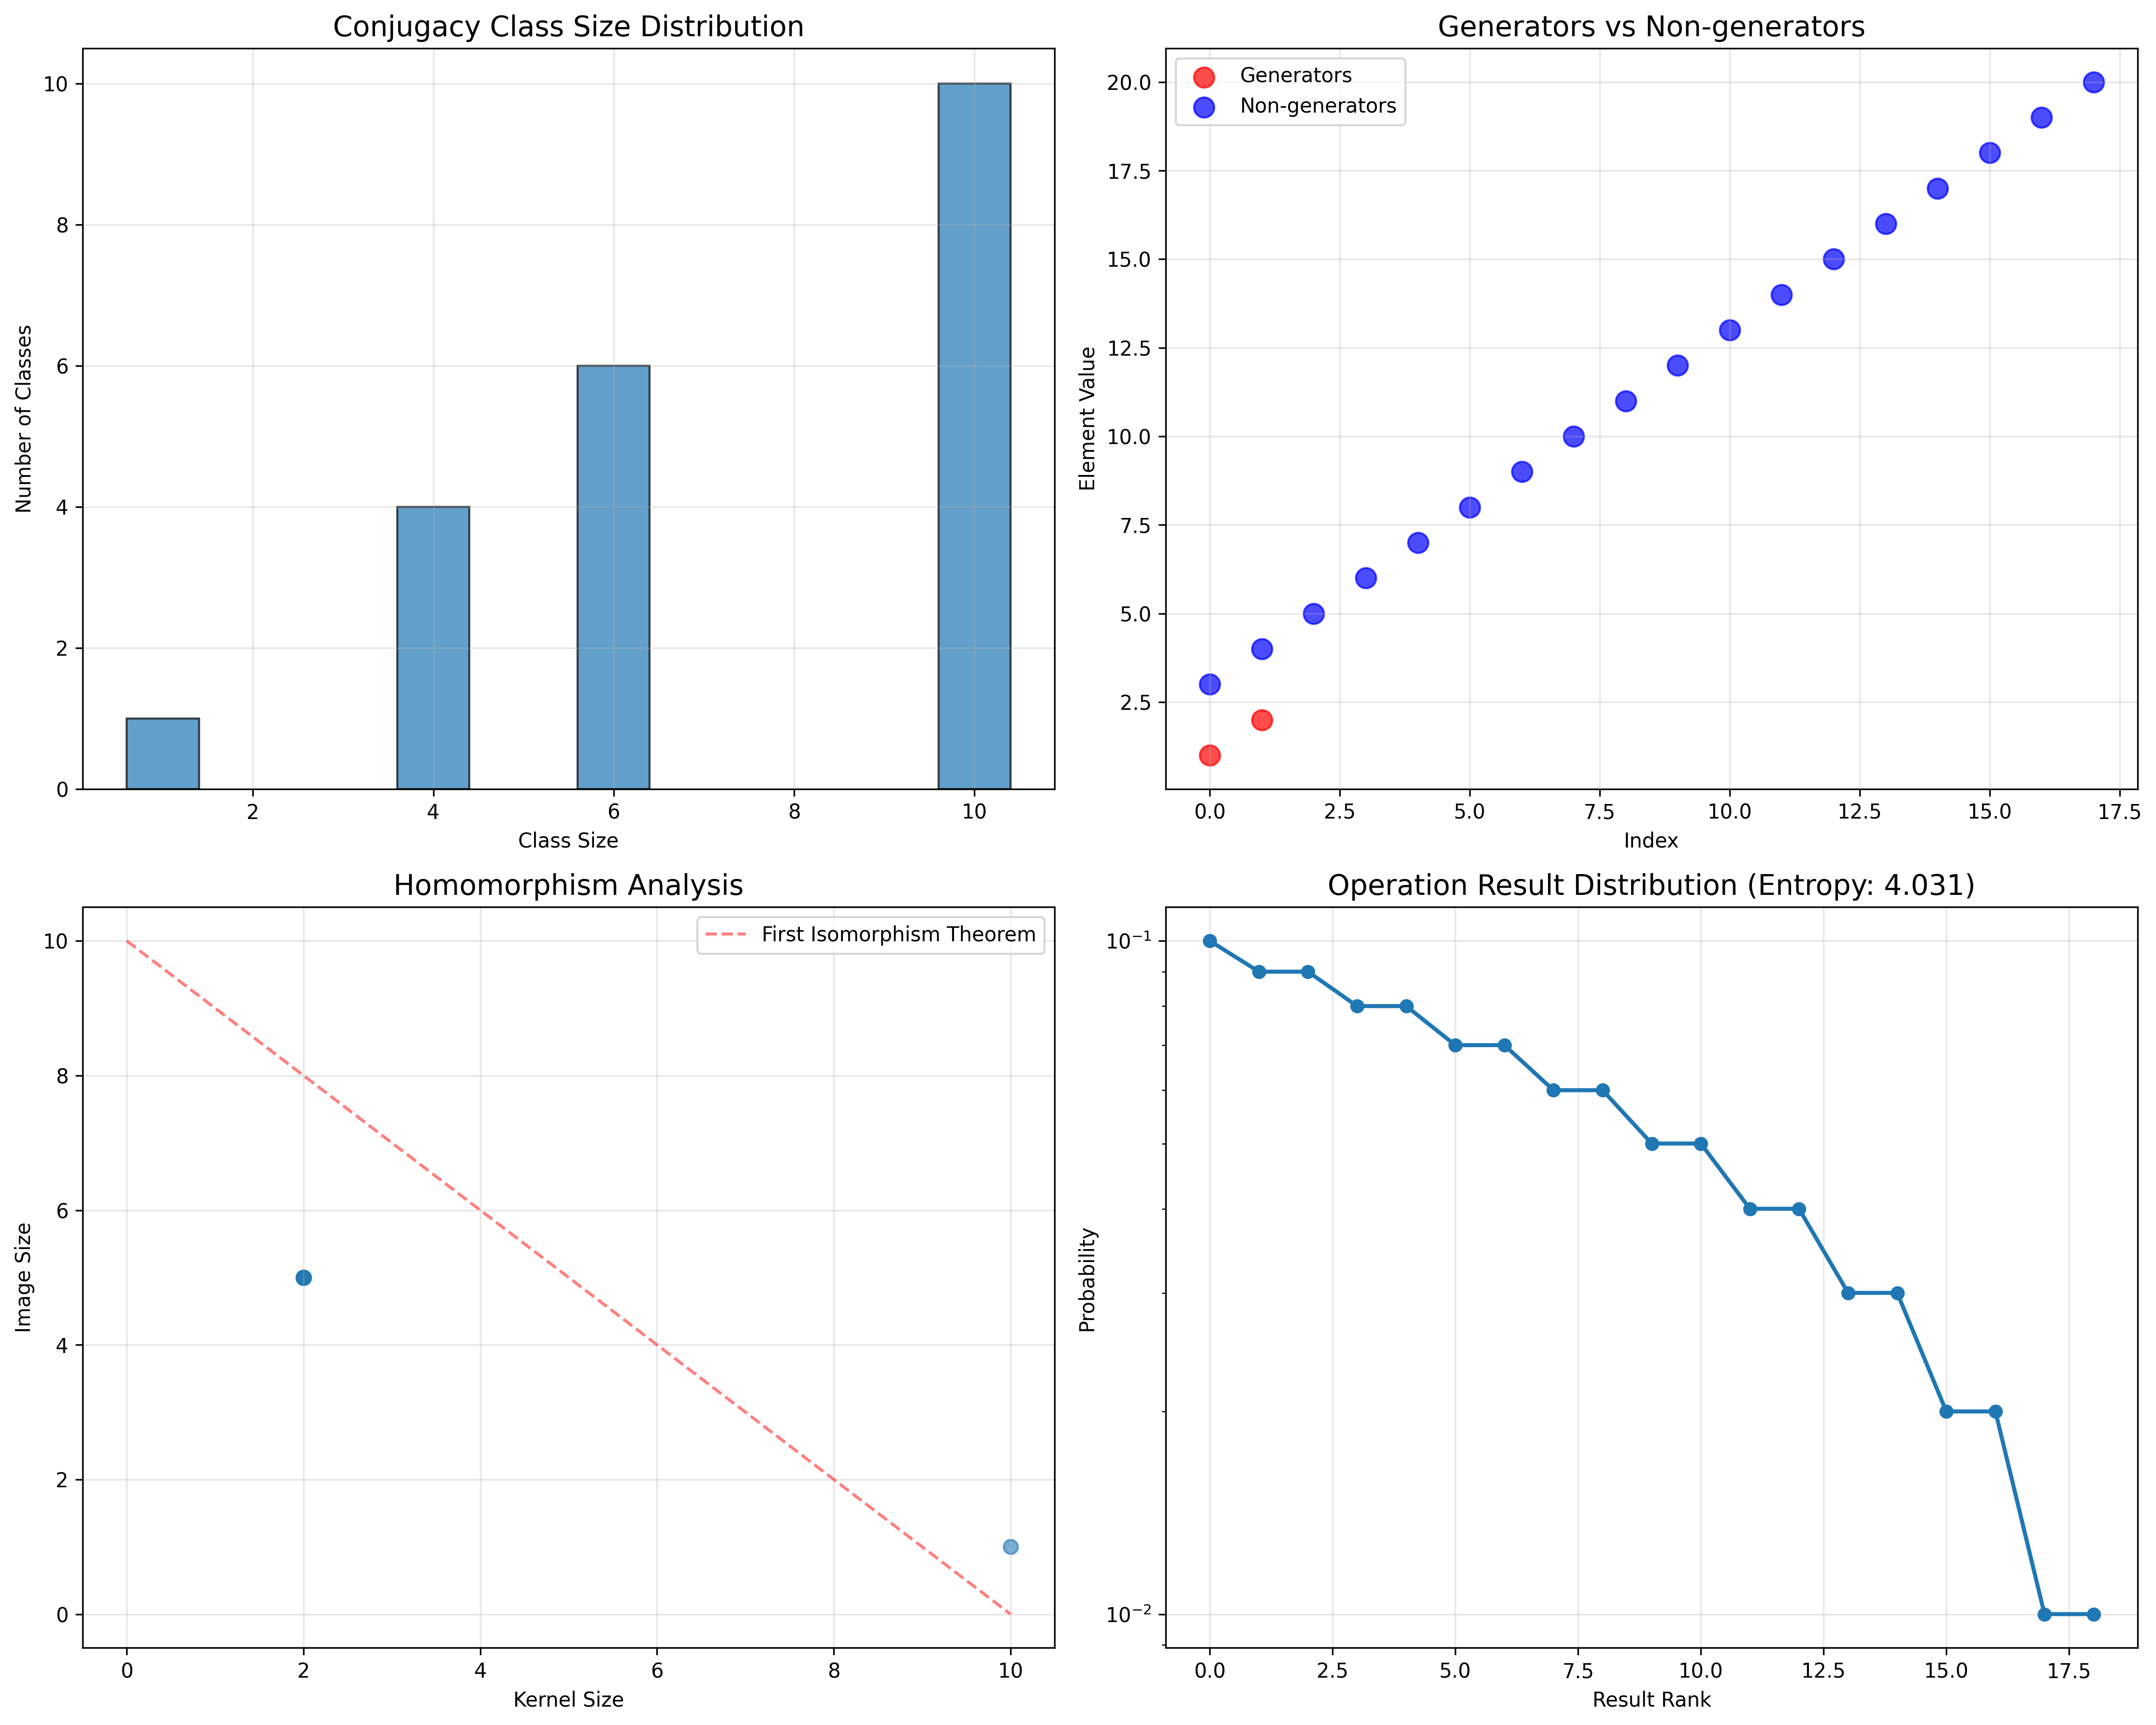 Conjugacy Class Size Distribution
Number of Classes
10
8
6
4
2
0
2 4 6 8 10
Class Size
Generators vs Non-generators
Generators
Non-generators
Element Value
20.0
17.5
15.0
12.5
10.0
7.5
5.0
2.5
0.0 2.5 5.0 7.5 10.0 12.5 15.0 17.5
Index
Homomorphism Analysis
First Isomorphism Theorem
Image Size
10
8
6
4
2
0
0 2 4 6 8 10
Kernel Size
Operation Result Distribution (Entropy: 4.031)
Probability
10⁻¹
10⁻²
0.0 2.5 5.0 7.5 10.0 12.5 15.0 17.5
Result Rank